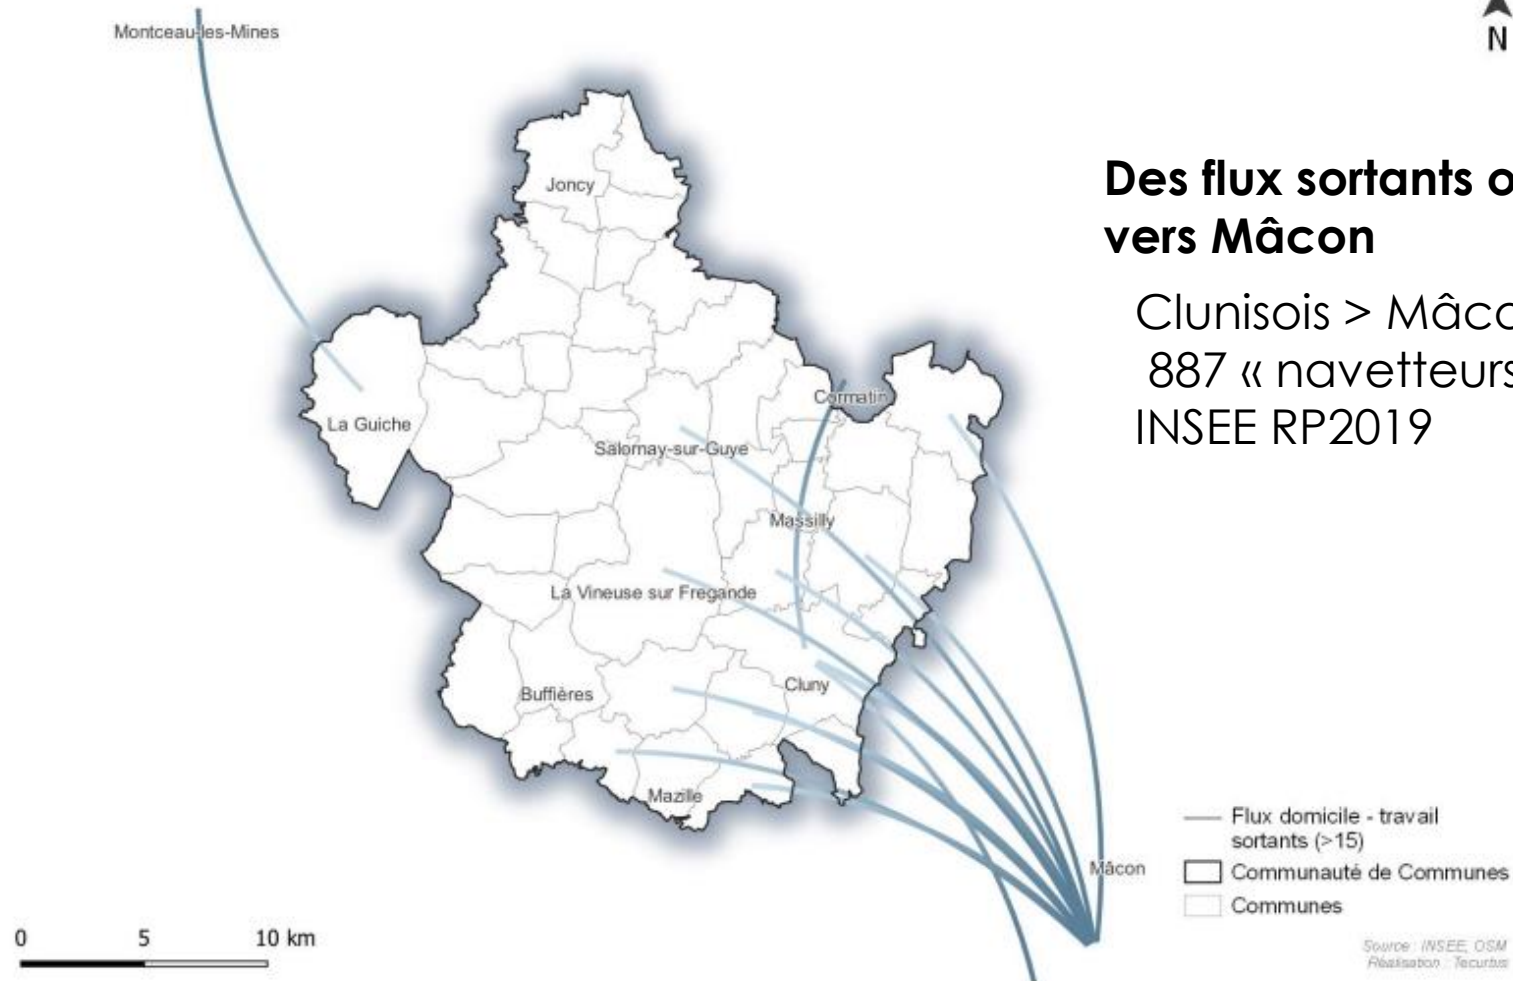 Montceau-les-Mines
N
Des flux sortants o
vers Mâcon
Clunisois > Mâco
887 « navetteurs
INSEE RP2019
Joncy
Cormatin
La Guiche
Salornay-sur-Guye
Massilly
La Vineuse sur Fregande
Cluny
Buffières
Mazille
Mâcon
Flux domicile - travail
sortants (>15)
Communauté de Communes
Communes
0 5 10 km
Source : INSEE, OSM
Réalisation : Tecurbis